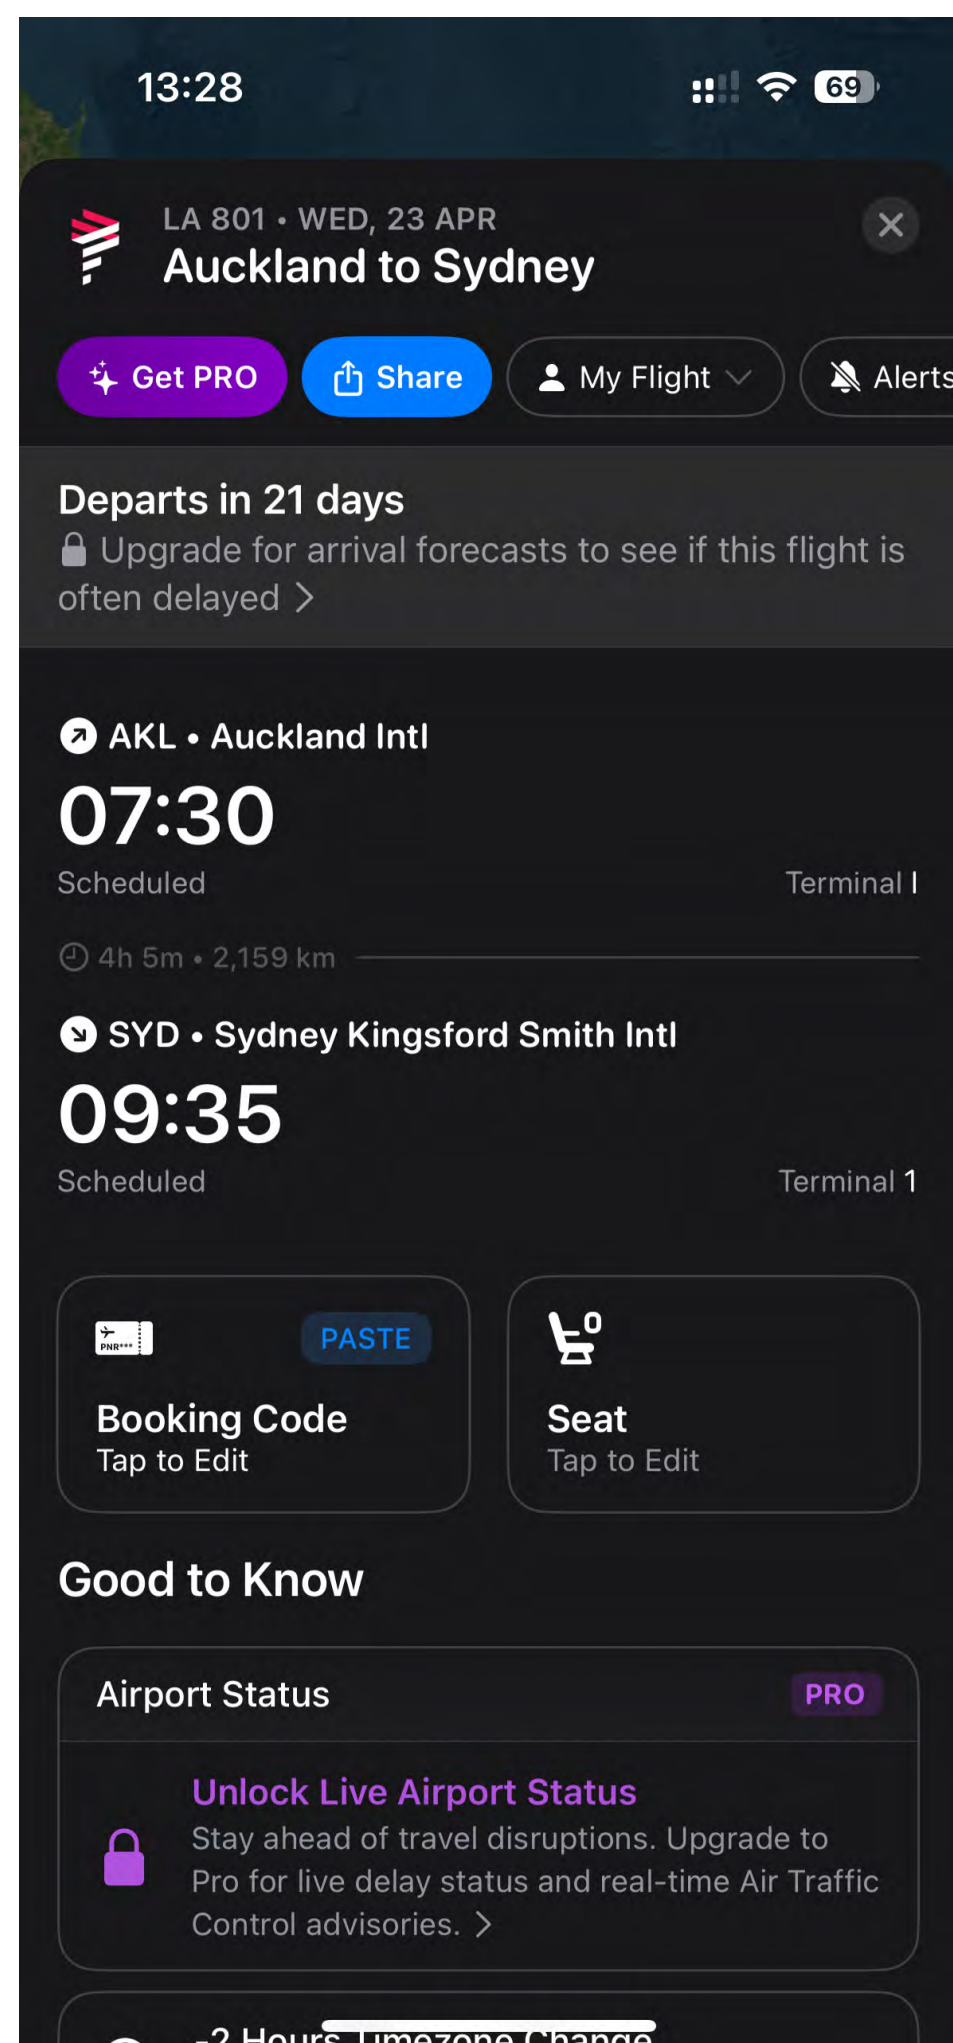 13:28
69
LA 801 • WED, 23 APR
Auckland to Sydney
Get PRO
Share
My Flight
Alerts
Departs in 21 days
Upgrade for arrival forecasts to see if this flight is
often delayed
AKL • Auckland Intl
07:30
Scheduled
Terminal I
4h 5m • 2,159 km
SYD • Sydney Kingsford Smith Intl
09:35
Scheduled
Terminal 1
PNR***
PASTE
Booking Code
Tap to Edit
Seat
Tap to Edit
Good to Know
Airport Status
PRO
Unlock Live Airport Status
Stay ahead of travel disruptions. Upgrade to
Pro for live delay status and real-time Air Traffic
Control advisories.
-2 Hours Timezone Change